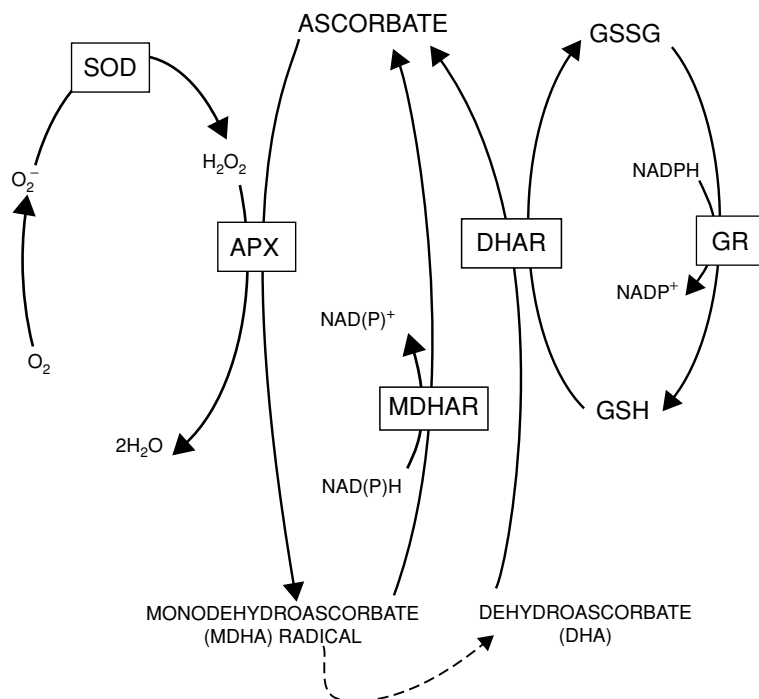 ASCORBATE
GSSG
SOD
H₂O₂
NADPH
O₂⁻
APX
DHAR
GR
NADP⁺
NAD(P)⁺
O₂
MDHAR
GSH
2H₂O
NAD(P)H
MONODEHYDROASCORBATE
(MDHA) RADICAL
DEHYDROASCORBATE
(DHA)